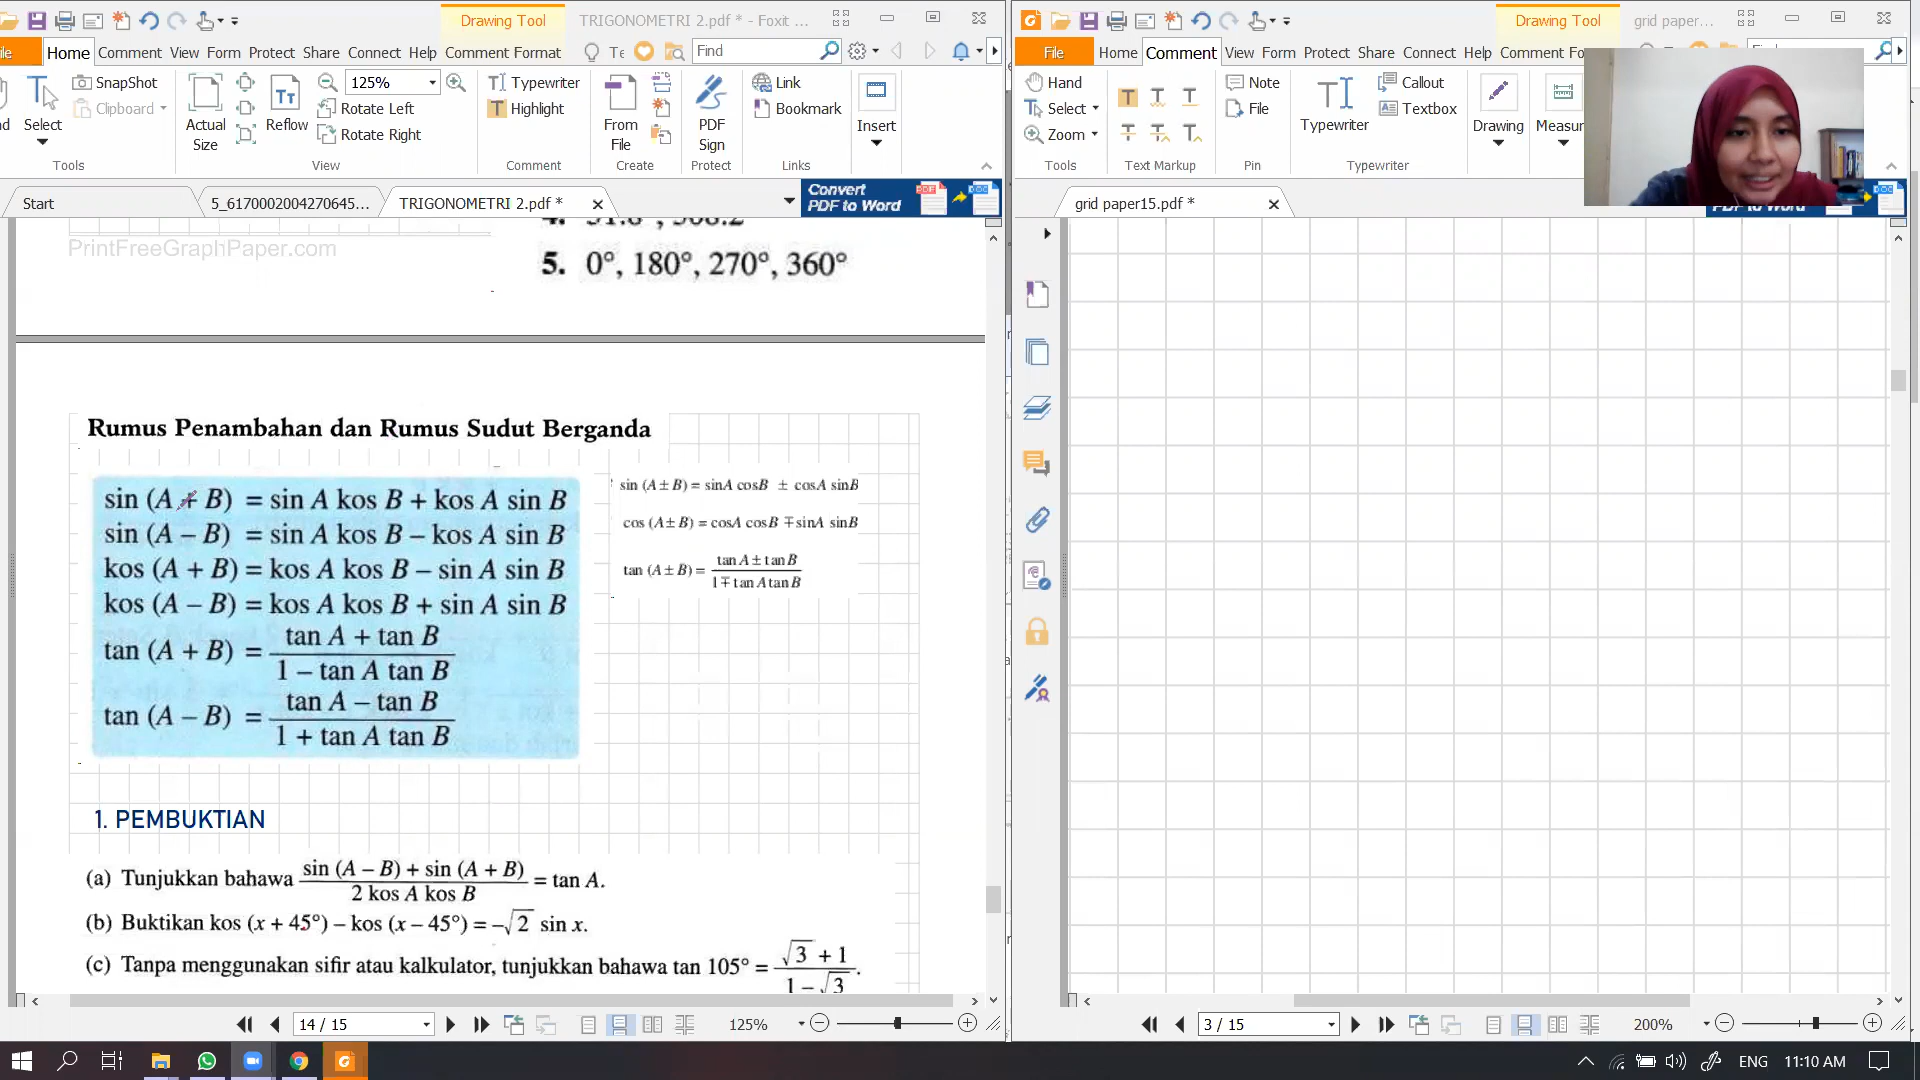 Drawing Tool
TRIGONOMETRI 2.pdf * - Foxit ...
Home Comment View Form Protect Share Connect Help Comment Format
Find
SnapShot
Clipboard
Select
Tools
Actual Size
Reflow
125%
Rotate Left
Rotate Right
View
Typewriter
Highlight
Comment
From File
Create
PDF Sign
Protect
Link
Bookmark
Links
Insert
Start
5_6170002004270645...
TRIGONOMETRI 2.pdf *
Convert PDF to Word
PrintFreeGraphPaper.com
5. 0°, 180°, 270°, 360°
Rumus Penambahan dan Rumus Sudut Berganda
sin (A + B) = sin A kos B + kos A sin B
sin (A − B) = sin A kos B − kos A sin B
kos (A + B) = kos A kos B − sin A sin B
kos (A − B) = kos A kos B + sin A sin B
tan (A + B) = tan A + tan B / 1 − tan A tan B
tan (A − B) = tan A − tan B / 1 + tan A tan B
sin (A ± B) = sinA cosB ± cosA sinB
cos (A ± B) = cosA cosB ∓ sinA sinB
tan (A ± B) = tan A ± tan B / 1 ∓ tan A tan B
1. PEMBUKTIAN
(a) Tunjukkan bahawa sin (A − B) + sin (A + B) / 2 kos A kos B = tan A.
(b) Buktikan kos (x + 45°) − kos (x − 45°) = −√2 sin x.
(c) Tanpa menggunakan sifir atau kalkulator, tunjukkan bahawa tan 105° = √3 + 1 / 1 − √3.
14 / 15
125%
Drawing Tool
grid paper...
File Home Comment View Form Protect Share Connect Help
Hand
Select
Zoom
Tools
Text Markup
Note
File
Pin
Typewriter
Callout
Textbox
Typewriter
Drawing
grid paper15.pdf *
3 / 15
200%
ENG
11:10 AM